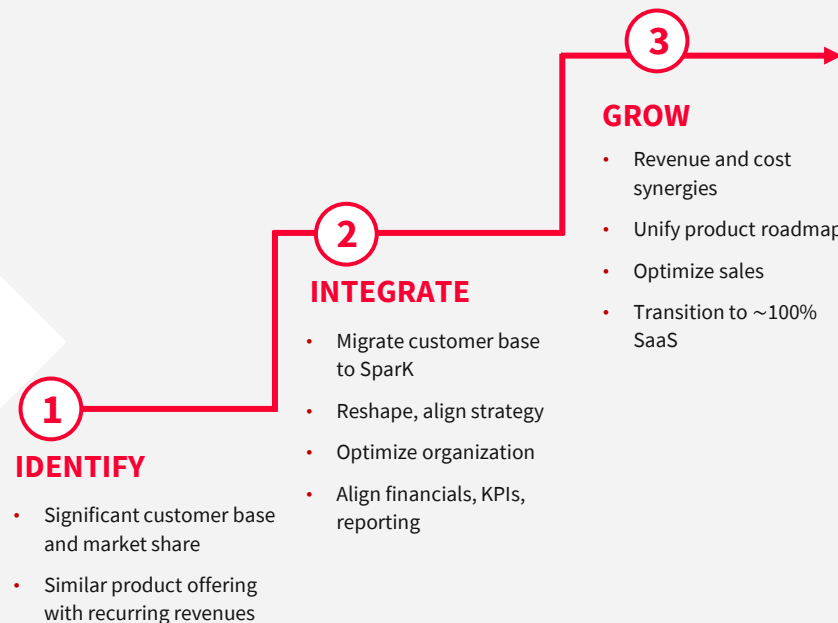 1
IDENTIFY
• Significant customer base
and market share
• Similar product offering
with recurring revenues
2
INTEGRATE
• Migrate customer base
to SparK
• Reshape, align strategy
• Optimize organization
• Align financials, KPIs,
reporting
3
GROW
• Revenue and cost
synergies
• Unify product roadmap
• Optimize sales
• Transition to ~100%
SaaS